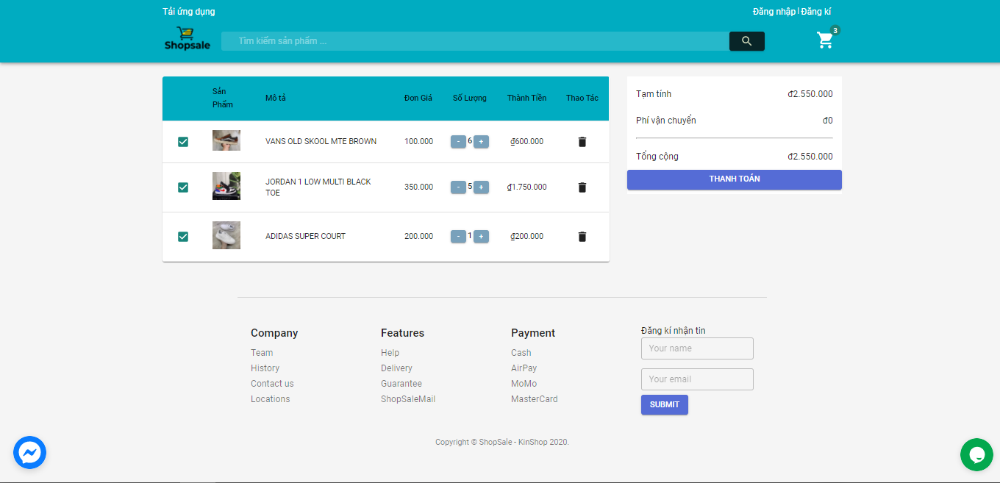 Tải ứng dụng
Đăng nhập | Đăng kí
Shopsale
Tìm kiếm sản phẩm ...
3
Sản Phẩm
Mô tả
Đơn Giá
Số Lượng
Thành Tiền
Thao Tác
VANS OLD SKOOL MTE BROWN
100.000
- 6 +
₫600.000
JORDAN 1 LOW MULTI BLACK
TOE
350.000
- 5 +
₫1.750.000
ADIDAS SUPER COURT
200.000
- 1 +
₫200.000
Tạm tính
đ2.550.000
Phí vận chuyển
đ0
Tổng cộng
đ2.550.000
THANH TOÁN
Company
Team
History
Contact us
Locations
Features
Help
Delivery
Guarantee
ShopSaleMail
Payment
Cash
AirPay
MoMo
MasterCard
Đăng kí nhận tin
Your name
Your email
SUBMIT
Copyright © ShopSale - KinShop 2020.